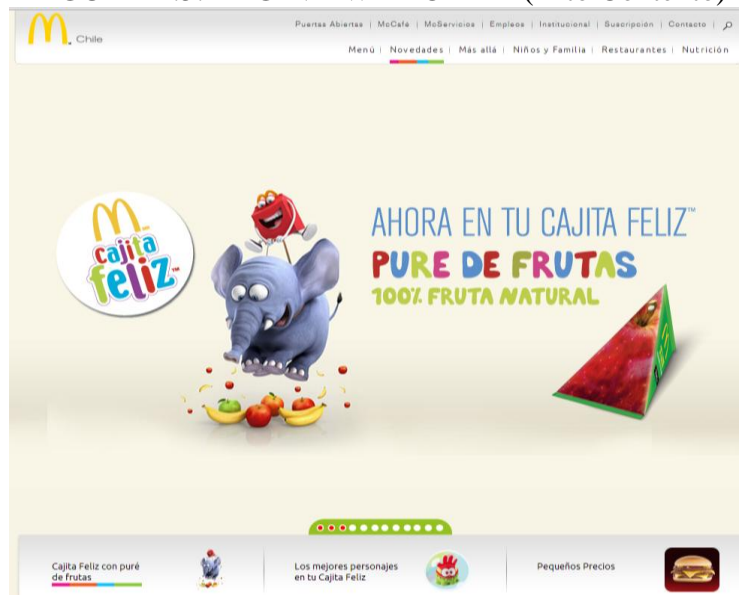 Chile
Puertas Abiertas | McCafé | McServicios | Empleos | Institucional | Suscripción | Contacto |
Menú | Novedades | Más allá | Niños y Familia | Restaurantes | Nutrición
cajita
feliz™
AHORA EN TU CAJITA FELIZ™
PURE DE FRUTAS
100% FRUTA NATURAL
Cajita Feliz con puré
de frutas
Los mejores personajes
en tu Cajita Feliz
Pequeños Precios